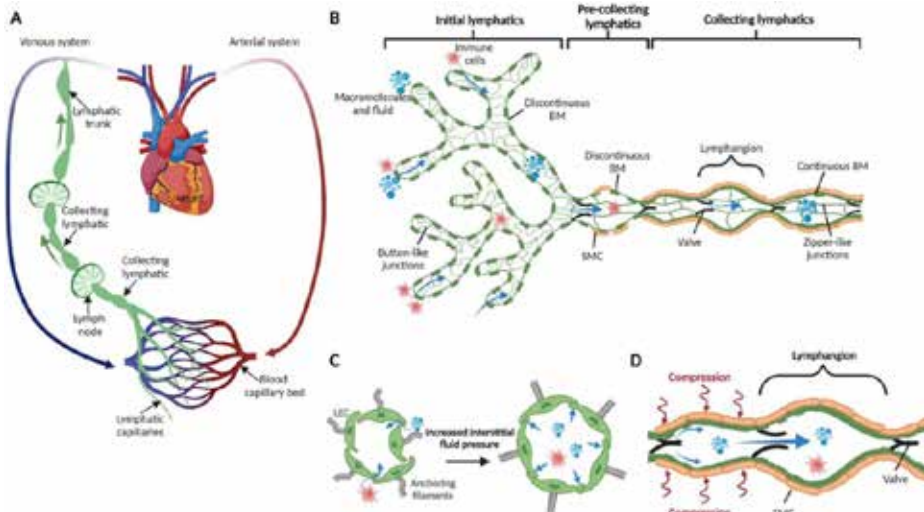 A
Venous system
Arterial system
Lymphatic
trunk
Collecting
lymphatic
Collecting
lymphatic
Lymph
node
Blood
capillary bed
Lymphatic
capillaries
B
Initial lymphatics
Pre-collecting
lymphatics
Collecting lymphatics
Immune
cells
Macromolecules
and fluid
Discontinuous
BM
Discontinuous
BM
Lymphangion
Continuous BM
Button-like
junctions
SMC
Valve
Zipper-like
junctions
C
LEC
Increased interstitial
fluid pressure
Anchoring
filaments
D
Lymphangion
Compression
Valve
Compression
SMC